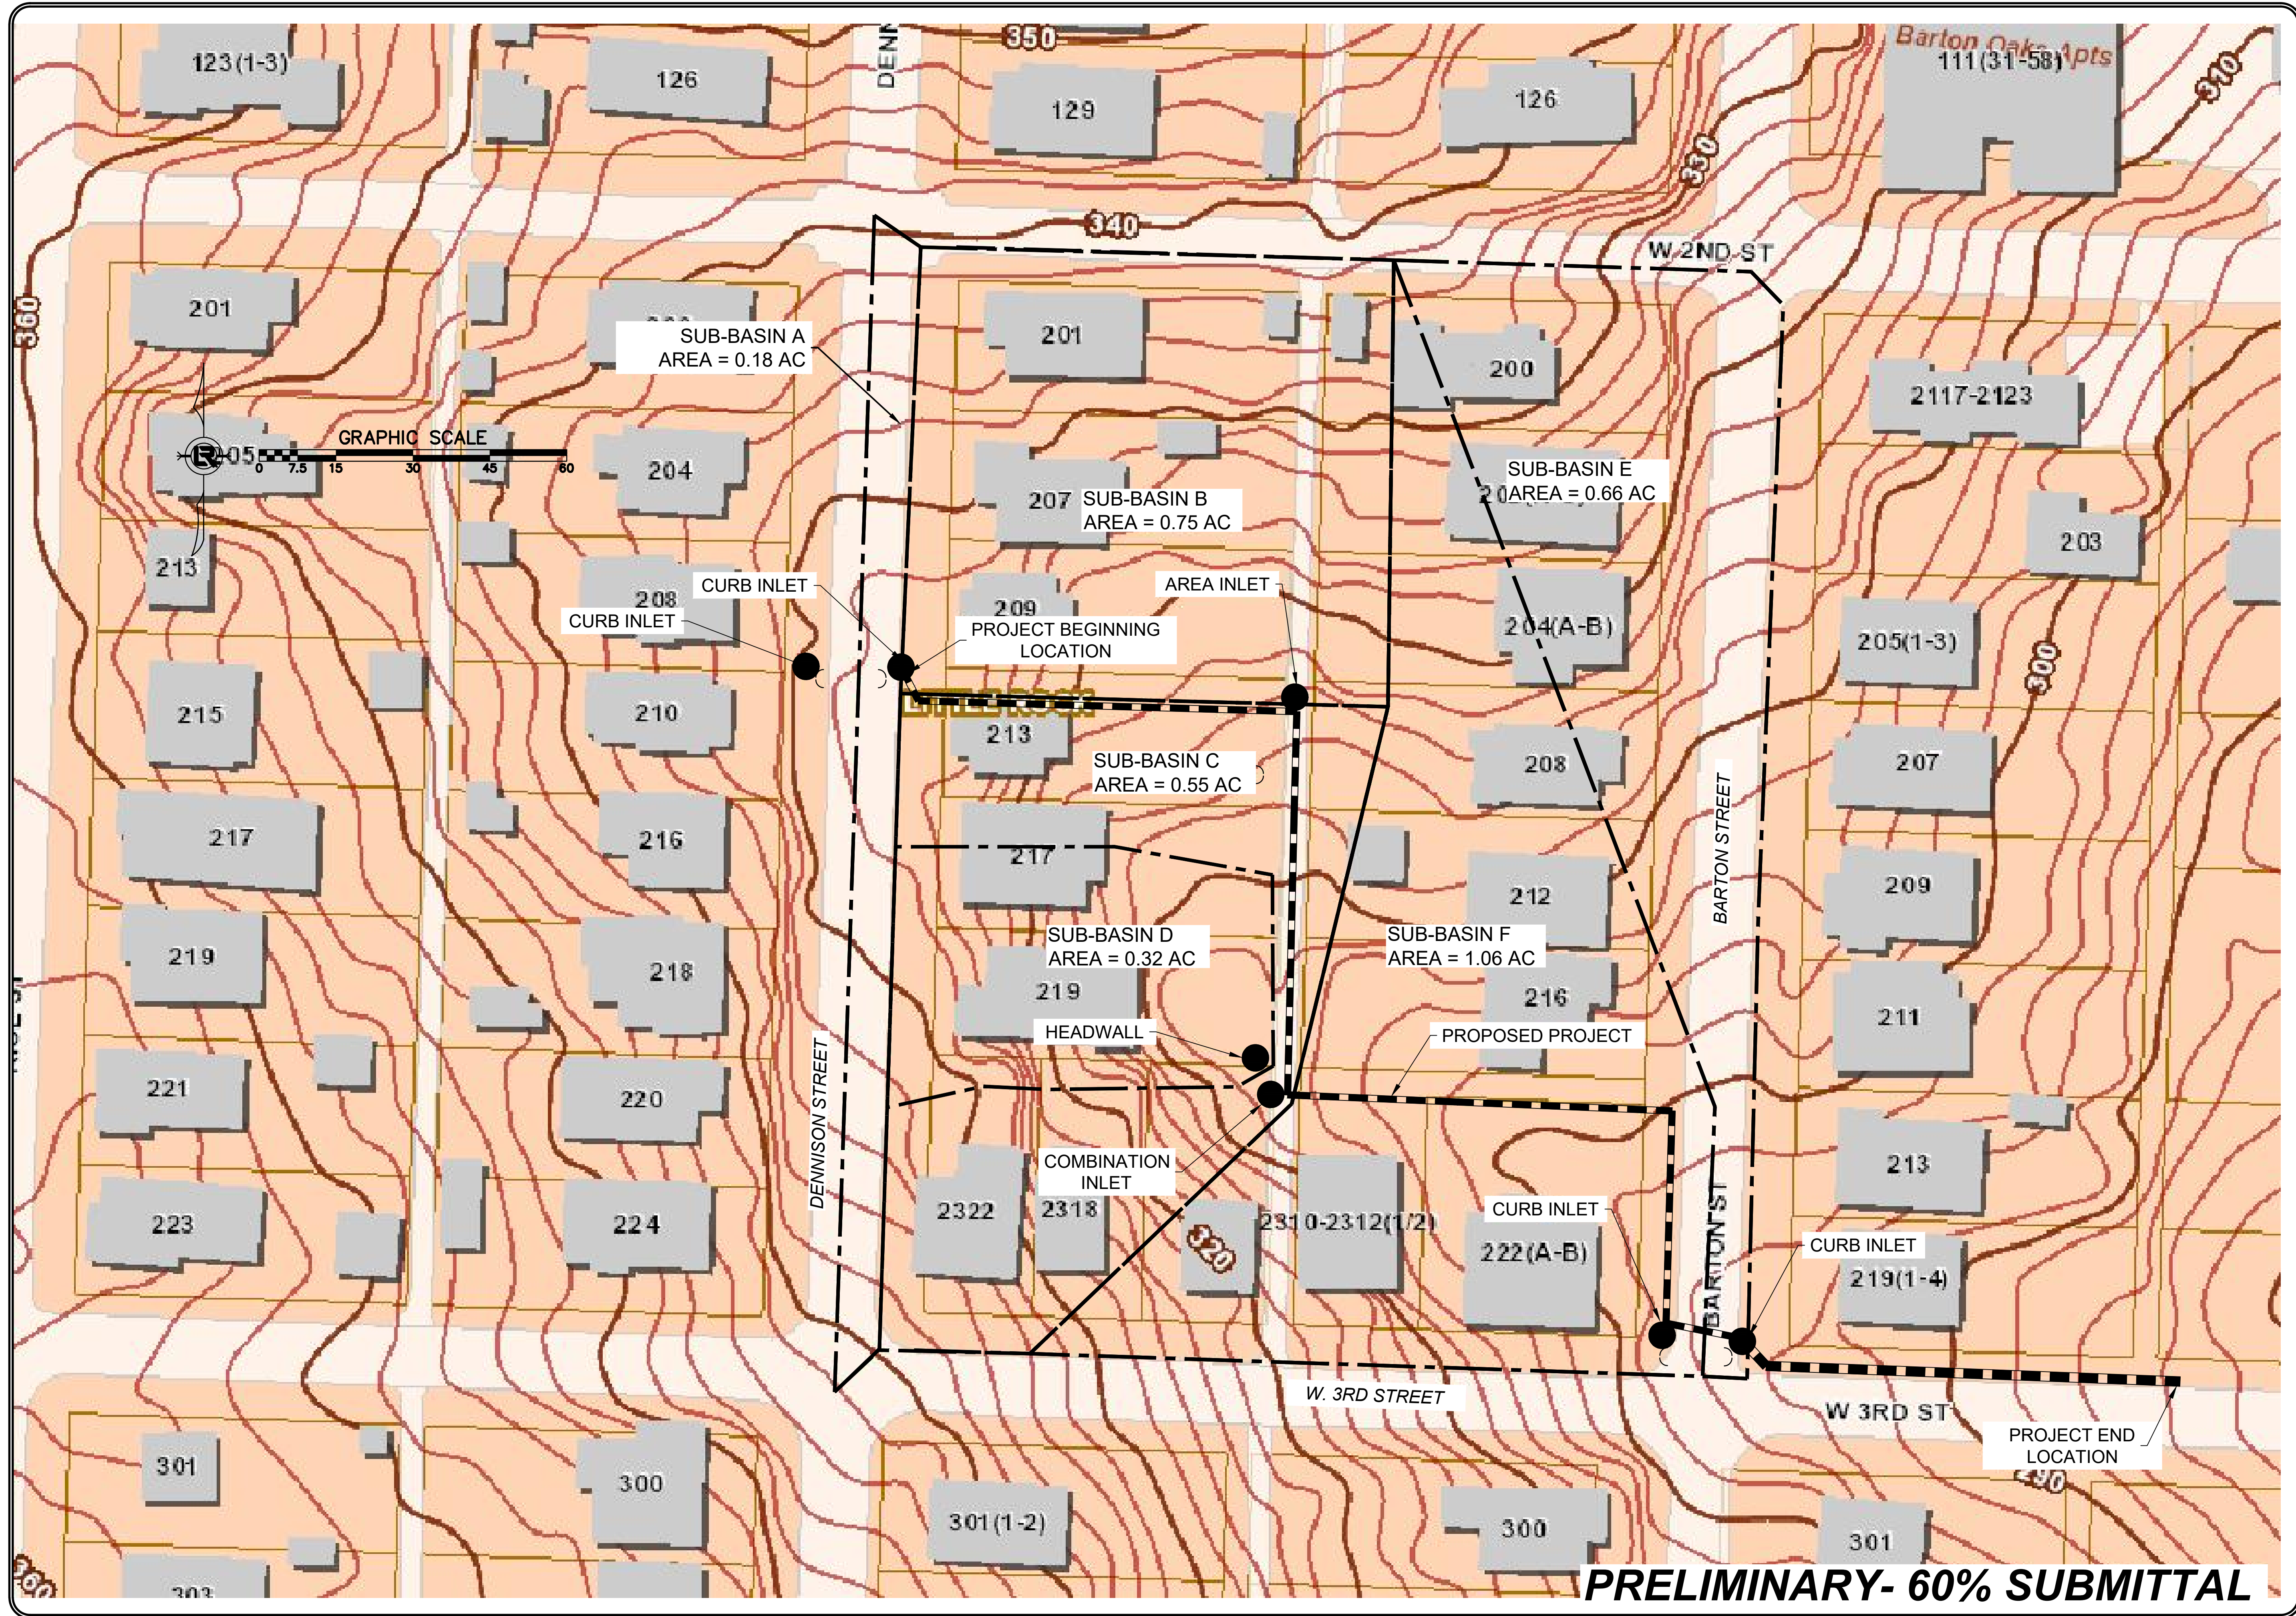 350
Barton Oaks Apts
123(1-3)
126
DENN
129
126
111(31-58)
310
330
340
W 2ND ST
360
201
SUB-BASIN A
AREA = 0.18 AC
201
200
2117-2123
GRAPHIC SCALE
0 7.5 15 30 45 60
204
207
SUB-BASIN B
AREA = 0.75 AC
SUB-BASIN E
AREA = 0.66 AC
203
213
208
CURB INLET
CURB INLET
209
AREA INLET
PROJECT BEGINNING
LOCATION
204(A-B)
205(1-3)
300
215
210
LITTLE ROCK
213
SUB-BASIN C
AREA = 0.55 AC
208
207
217
216
217
BARTON STREET
212
209
219
218
SUB-BASIN D
AREA = 0.32 AC
219
SUB-BASIN F
AREA = 1.06 AC
216
211
HEADWALL
PROPOSED PROJECT
221
220
DENNISON STREET
COMBINATION
INLET
213
223
224
2322
2318
320
2310-2312(1/2)
CURB INLET
222(A-B)
BARTON ST
CURB INLET
219(1-4)
W. 3RD STREET
W 3RD ST
PROJECT END
LOCATION
290
301
300
301(1-2)
300
301
360
303
PRELIMINARY- 60% SUBMITTAL